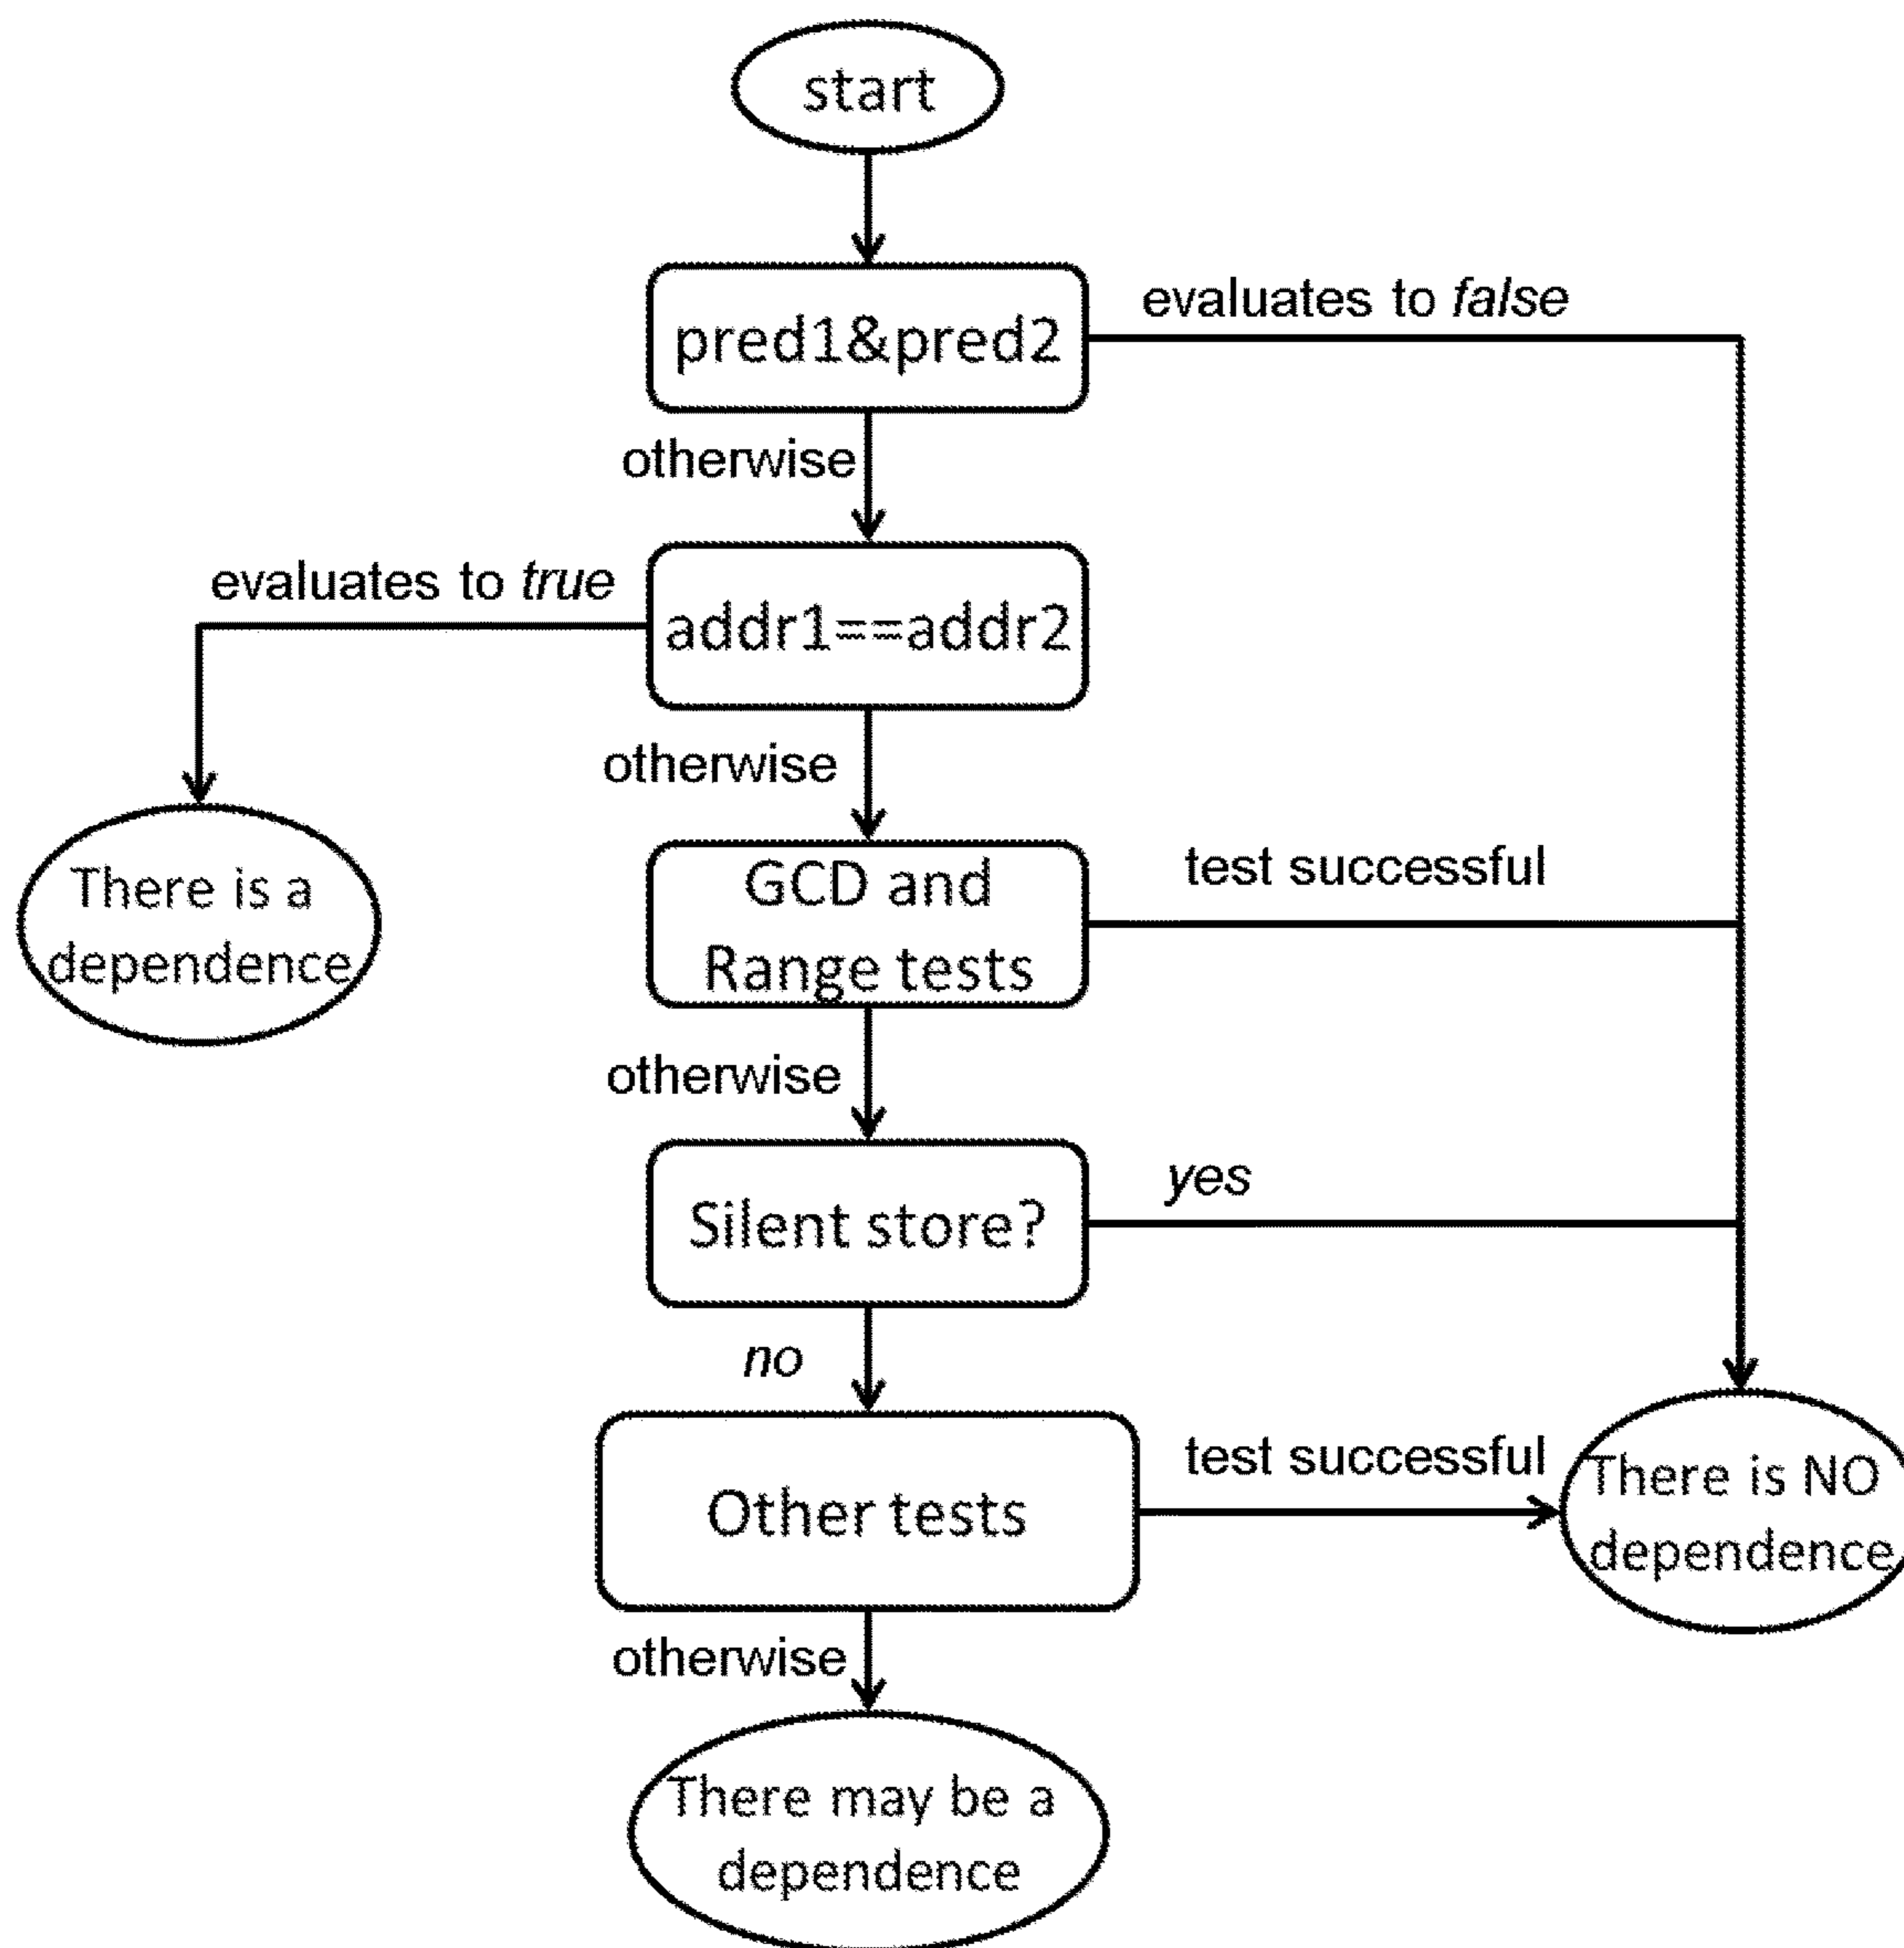 start
pred1&pred2
evaluates to false
otherwise
evaluates to true
addr1==addr2
otherwise
There is a
dependence
GCD and
Range tests
test successful
otherwise
Silent store?
yes
no
Other tests
test successful
There is NO
dependence
otherwise
There may be a
dependence